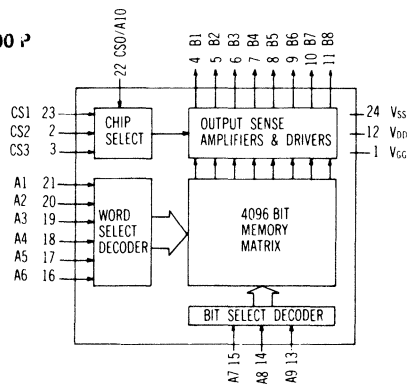 00 P
22 CS0/A10
4 B1
5 B2
6 B3
7 B4
8 B5
9 B6
10 B7
11 B8
CS1 23
CS2 2
CS3 3
CHIP
SELECT
OUTPUT SENSE
AMPLIFIERS & DRIVERS
24 VSS
12 VDD
1 VGG
A1 21
A2 20
A3 19
A4 18
A5 17
A6 16
WORD
SELECT
DECODER
4096 BIT
MEMORY
MATRIX
BIT SELECT DECODER
A7 15
A8 14
A9 13